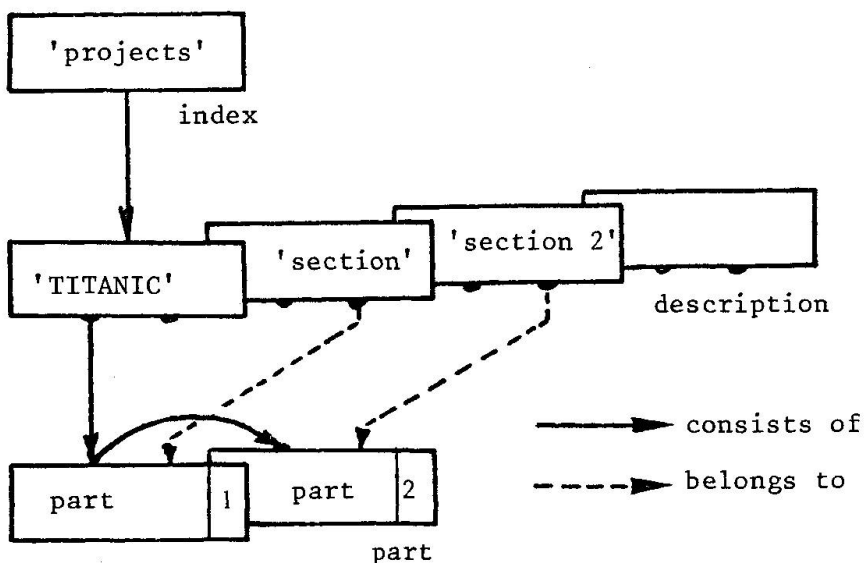 'projects'
index
'TITANIC'
'section'
'section 2'
description
consists of
belongs to
part 1
part 2
part